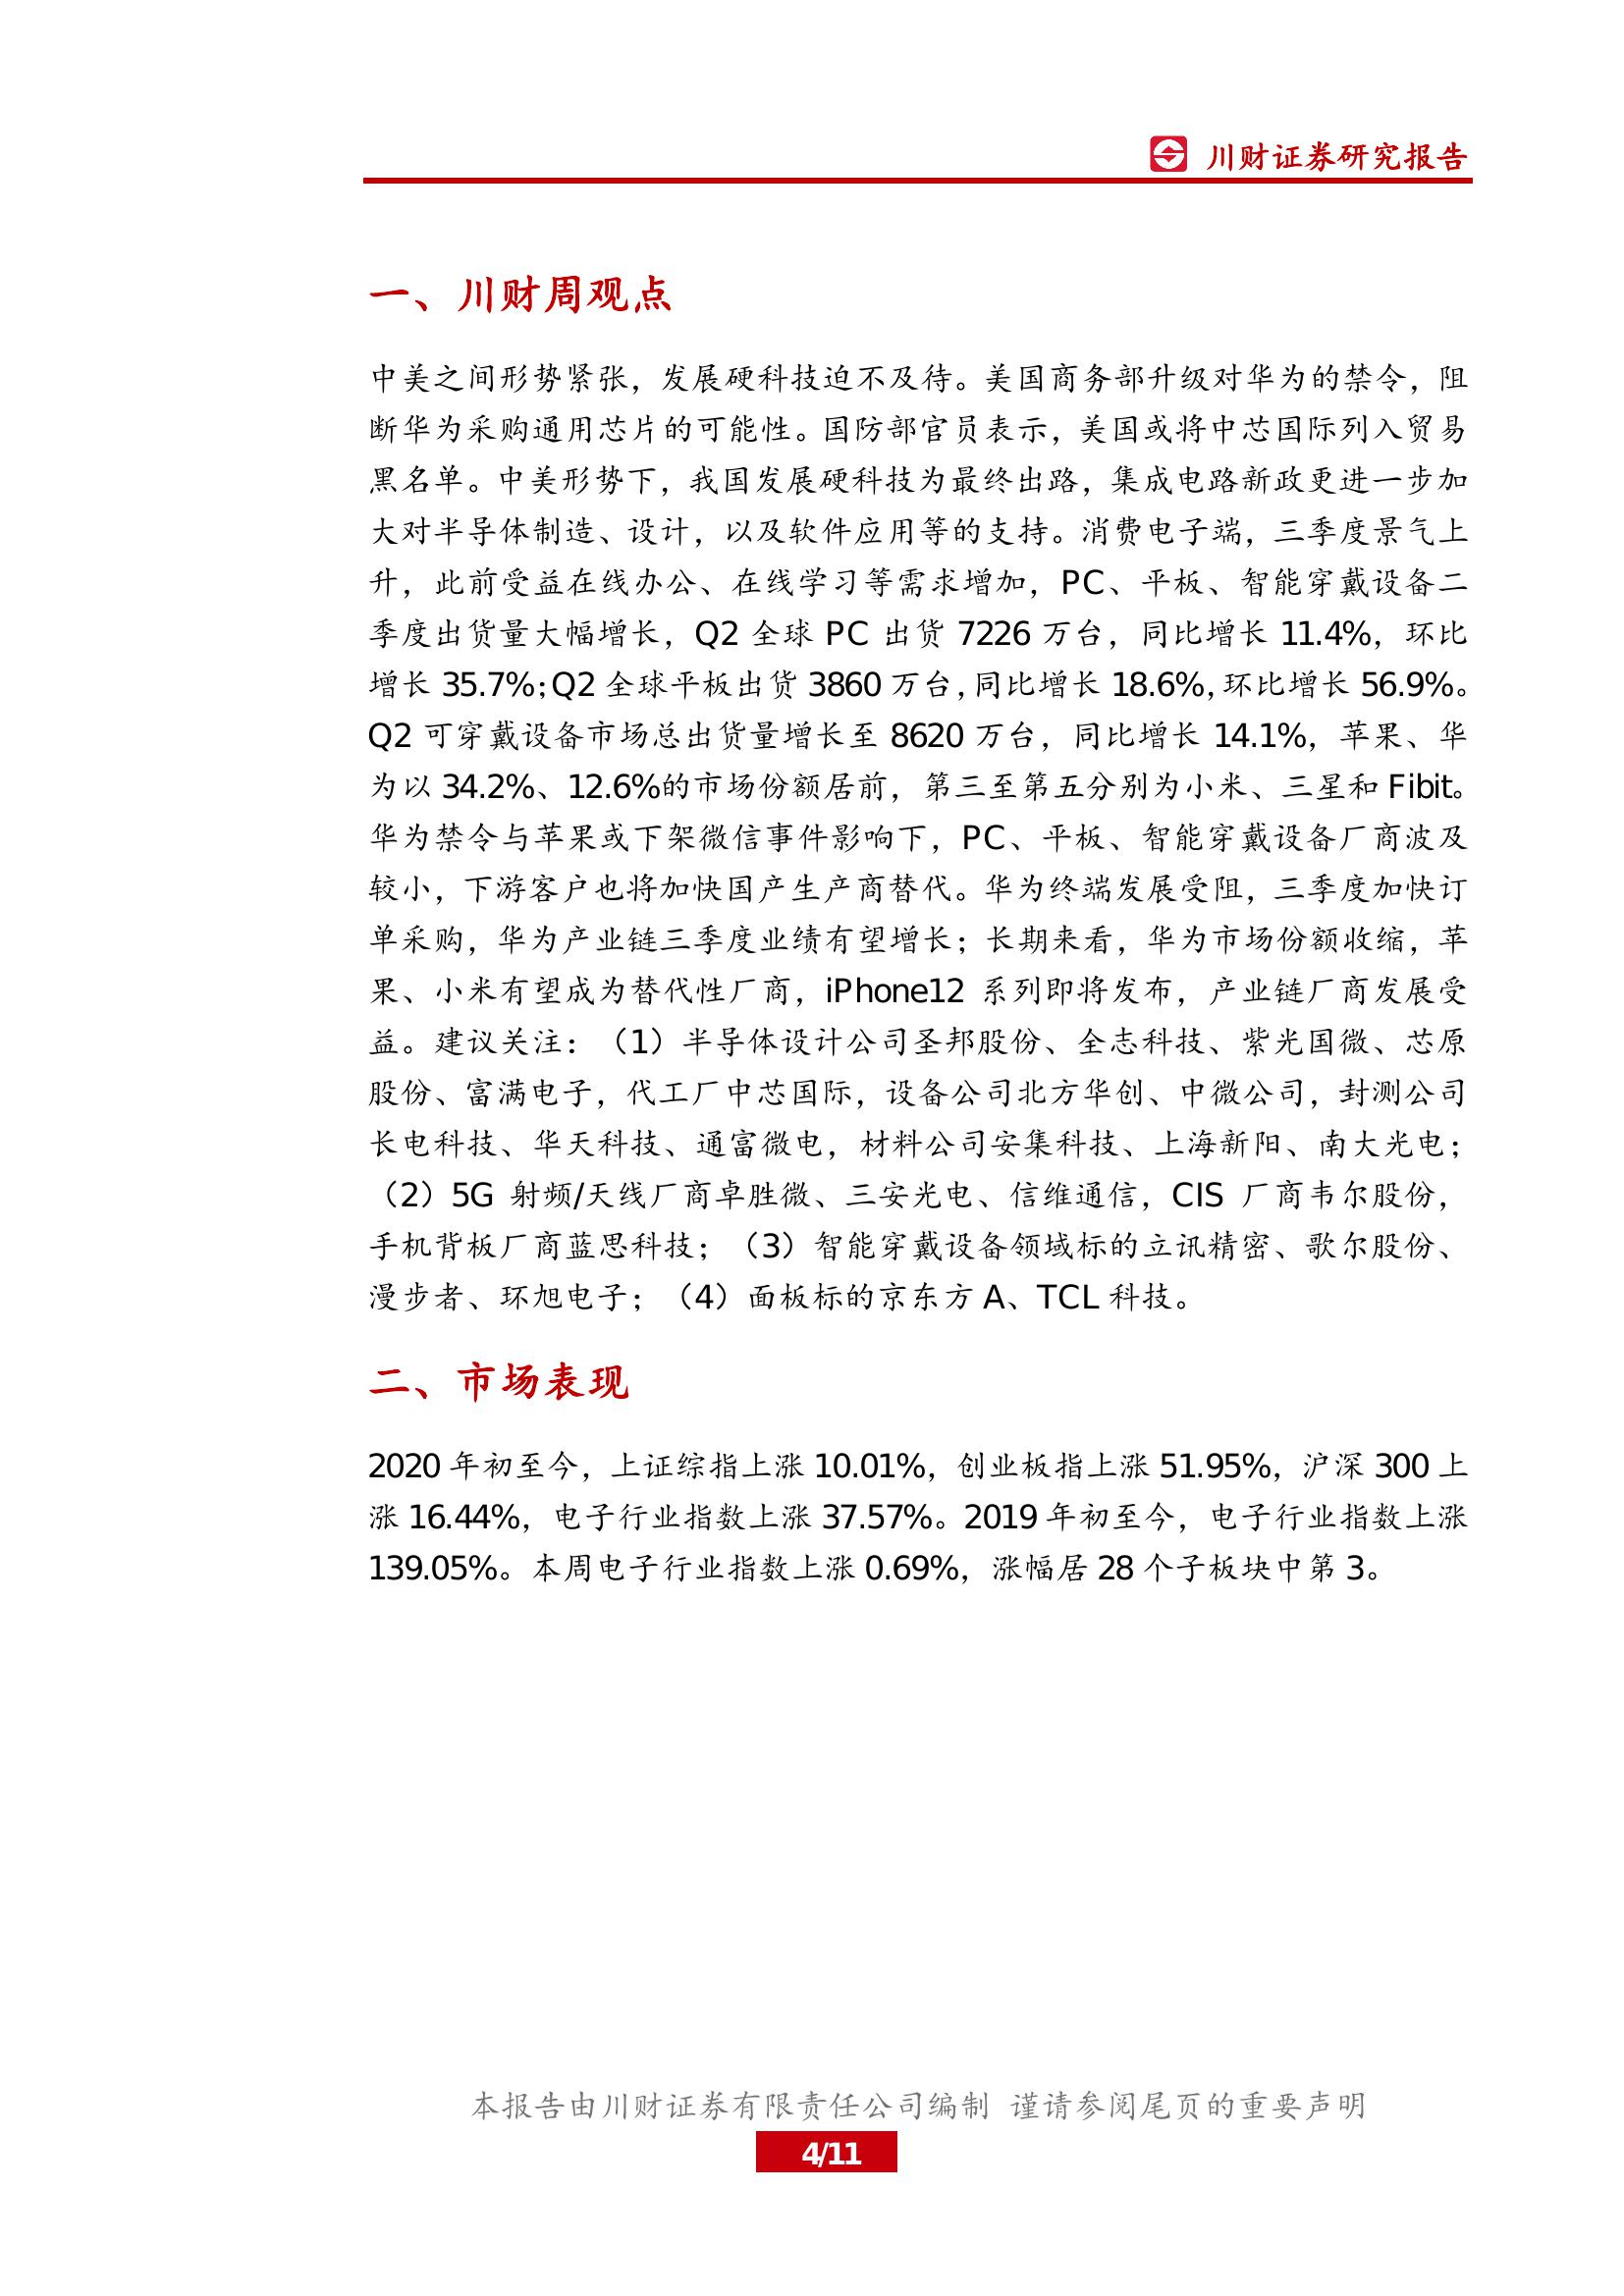 川财证券研究报告
一、川财周观点
中美之间形势紧张，发展硬科技迫不及待。美国商务部升级对华为的禁令，阻
断华为采购通用芯片的可能性。国防部官员表示，美国或将中芯国际列入贸易
黑名单。中美形势下，我国发展硬科技为最终出路，集成电路新政更进一步加
大对半导体制造、设计，以及软件应用等的支持。消费电子端，三季度景气上
升，此前受益在线办公、在线学习等需求增加，PC、平板、智能穿戴设备二
季度出货量大幅增长，Q2 全球 PC 出货 7226 万台，同比增长 11.4%，环比
增长 35.7%；Q2 全球平板出货 3860 万台，同比增长 18.6%，环比增长 56.9%。
Q2 可穿戴设备市场总出货量增长至 8620 万台，同比增长 14.1%，苹果、华
为以 34.2%、12.6%的市场份额居前，第三至第五分别为小米、三星和 Fibit。
华为禁令与苹果或下架微信事件影响下，PC、平板、智能穿戴设备厂商波及
较小，下游客户也将加快国产生产商替代。华为终端发展受阻，三季度加快订
单采购，华为产业链三季度业绩有望增长；长期来看，华为市场份额收缩，苹
果、小米有望成为替代性厂商，iPhone12 系列即将发布，产业链厂商发展受
益。建议关注：（1）半导体设计公司圣邦股份、全志科技、紫光国微、芯原
股份、富满电子，代工厂中芯国际，设备公司北方华创、中微公司，封测公司
长电科技、华天科技、通富微电，材料公司安集科技、上海新阳、南大光电；
（2）5G 射频/天线厂商卓胜微、三安光电、信维通信，CIS 厂商韦尔股份，
手机背板厂商蓝思科技；（3）智能穿戴设备领域标的立讯精密、歌尔股份、
漫步者、环旭电子；（4）面板标的京东方 A、TCL 科技。
二、市场表现
2020 年初至今，上证综指上涨 10.01%，创业板指上涨 51.95%，沪深 300 上
涨 16.44%，电子行业指数上涨 37.57%。2019 年初至今，电子行业指数上涨
139.05%。本周电子行业指数上涨 0.69%，涨幅居 28 个子板块中第 3。
本报告由川财证券有限责任公司编制 谨请参阅尾页的重要声明
4/11